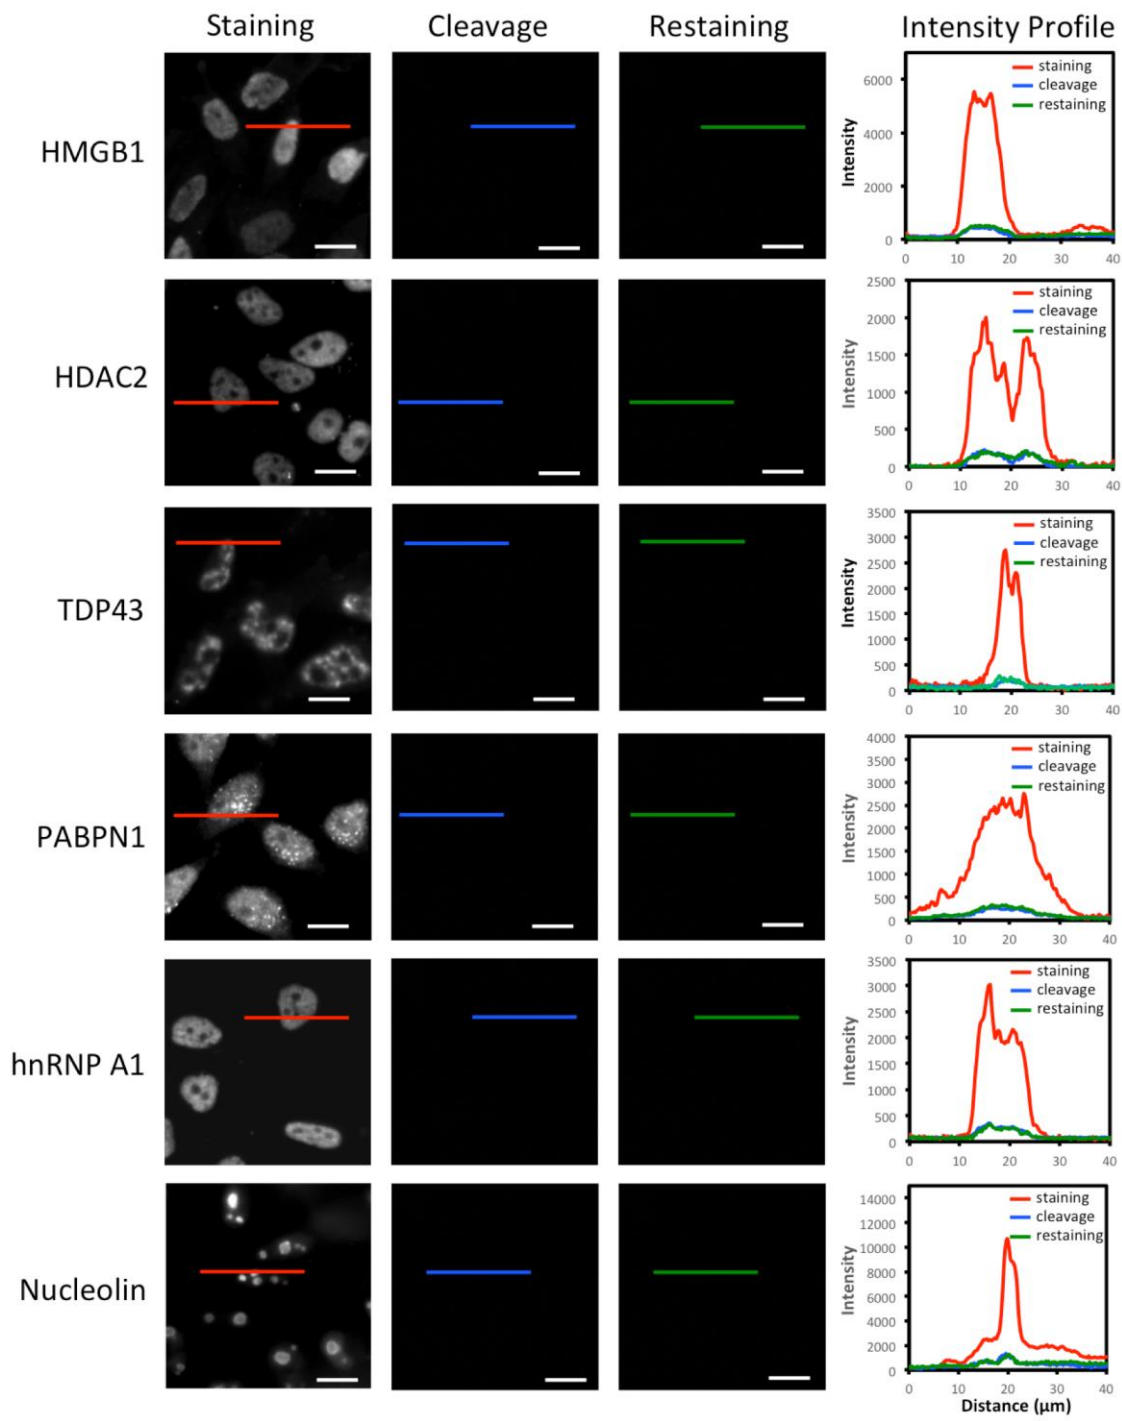 Staining Cleavage Restaining Intensity Profile
HMGB1
Intensity
6000
4000
2000
0
staining
cleavage
restaining
0 10 20 30 40
HDAC2
Intensity
2500
2000
1500
1000
500
0
staining
cleavage
restaining
0 10 20 30 40
TDP43
Intensity
3500
3000
2500
2000
1500
1000
500
0
staining
cleavage
restaining
0 10 20 30 40
PABPN1
Intensity
4000
3500
3000
2500
2000
1500
1000
500
0
staining
cleavage
restaining
0 10 20 30 40
hnRNP A1
Intensity
3500
3000
2500
2000
1500
1000
500
0
staining
cleavage
restaining
0 10 20 30 40
Nucleolin
Intensity
14000
12000
10000
8000
6000
4000
2000
0
staining
cleavage
restaining
0 10 20 30 40
Distance (μm)